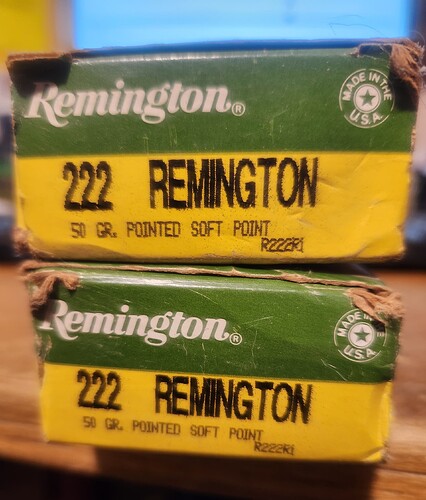 Remington®
MADE IN THE
U.S.A.
222 REMINGTON
50 GR. POINTED SOFT POINT
R222R1
Remington®
MADE IN
U.S.A.
222 REMINGTON
50 GR. POINTED SOFT POINT
R222R1